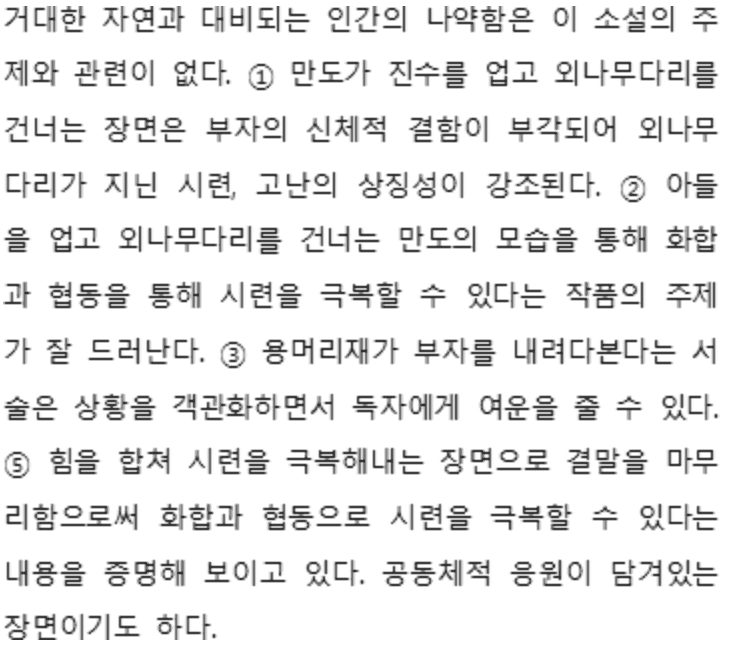 거대한 자연과 대비되는 인간의 나약함은 이 소설의 주
제와 관련이 없다. ① 만도가 진수를 업고 외나무다리를
건너는 장면은 부자의 신체적 결함이 부각되어 외나무
다리가 지닌 시련, 고난의 상징성이 강조된다. ② 아들
을 업고 외나무다리를 건너는 만도의 모습을 통해 화합
과 협동을 통해 시련을 극복할 수 있다는 작품의 주제
가 잘 드러난다. ③ 용머리재가 부자를 내려다본다는 서
술은 상황을 객관화하면서 독자에게 여운을 줄 수 있다.
⑤ 힘을 합쳐 시련을 극복해내는 장면으로 결말을 마무
리함으로써 화합과 협동으로 시련을 극복할 수 있다는
내용을 증명해 보이고 있다. 공동체적 응원이 담겨있는
장면이기도 하다.